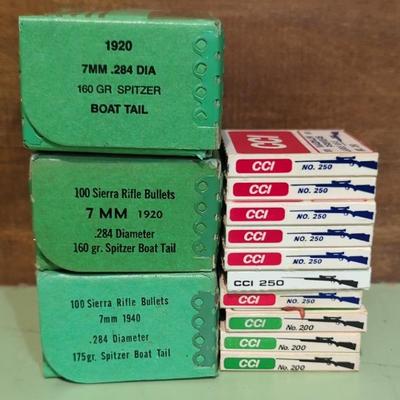 1920
7MM .284 DIA
160 GR SPITZER
BOAT TAIL
100 Sierra Rifle Bullets
7 MM 1920
.284 Diameter
160 gr. Spitzer Boat Tail
100 Sierra Rifle Bullets
7mm 1940
.284 Diameter
175gr. Spitzer Boat Tail
CCI
CCI NO. 250
CCI NO. 250
CCI NO. 250
CCI NO. 250
CCI NO. 250
CCI 250
CCI NO. 250
CCI No. 200
CCI No. 200
CCI No. 200